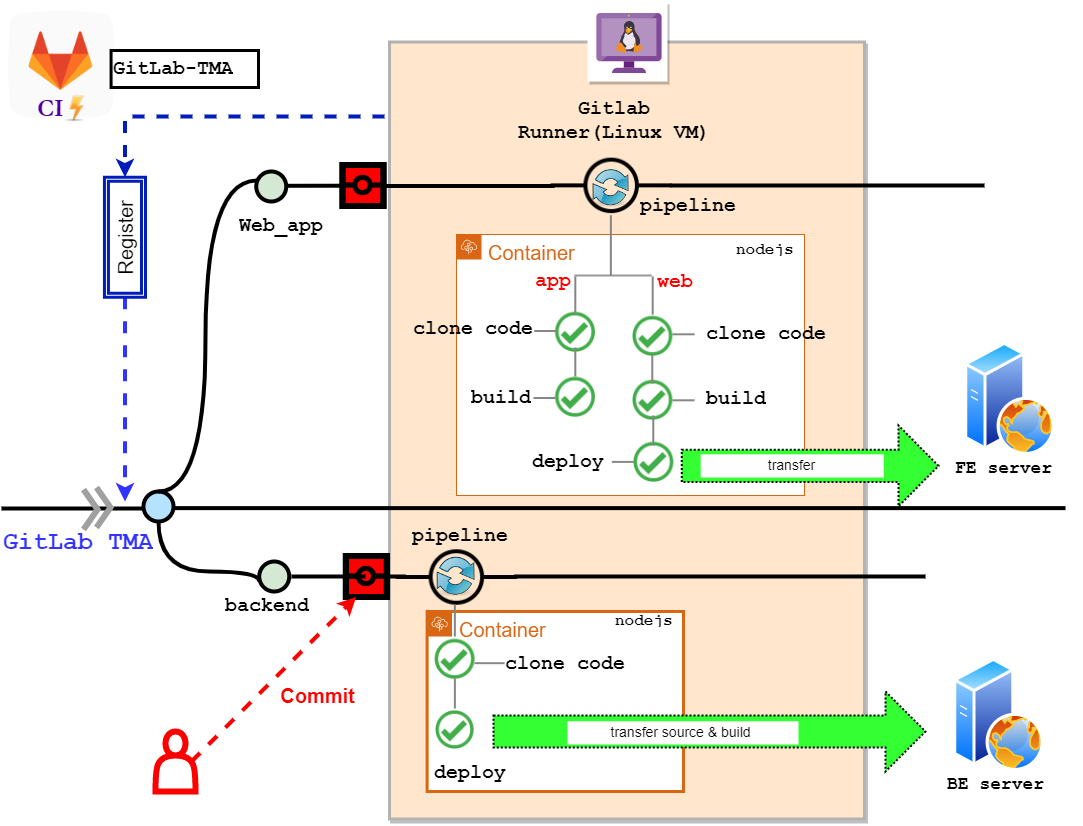 GitLab-TMA
CI
Gitlab
Runner(Linux VM)
Register
Web_app
pipeline
Container
nodejs
app
web
clone code
clone code
build
build
deploy
transfer
FE server
GitLab TMA
pipeline
backend
Container
nodejs
clone code
Commit
transfer source & build
deploy
BE server